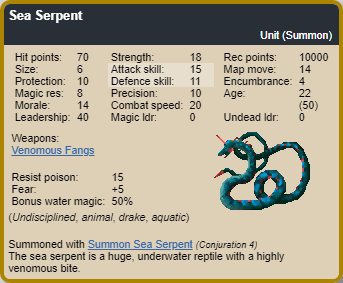 Sea Serpent
Unit (Summon)
Hit points: 70 Strength: 18 Rec points: 10000
Size: 6 Attack skill: 15 Map move: 14
Protection: 10 Defence skill: 11 Encumbrance: 4
Magic res: 8 Precision: 10 Age: 22
Morale: 14 Combat speed: 20 (50)
Leadership: 40 Magic ldr: 0 Undead ldr: 0
Weapons:
Venomous Fangs
Resist poison: 15
Fear: +5
Bonus water magic: 50%
(Undisciplined, animal, drake, aquatic)
Summoned with Summon Sea Serpent (Conjuration 4)
The sea serpent is a huge, underwater reptile with a highly
venomous bite.